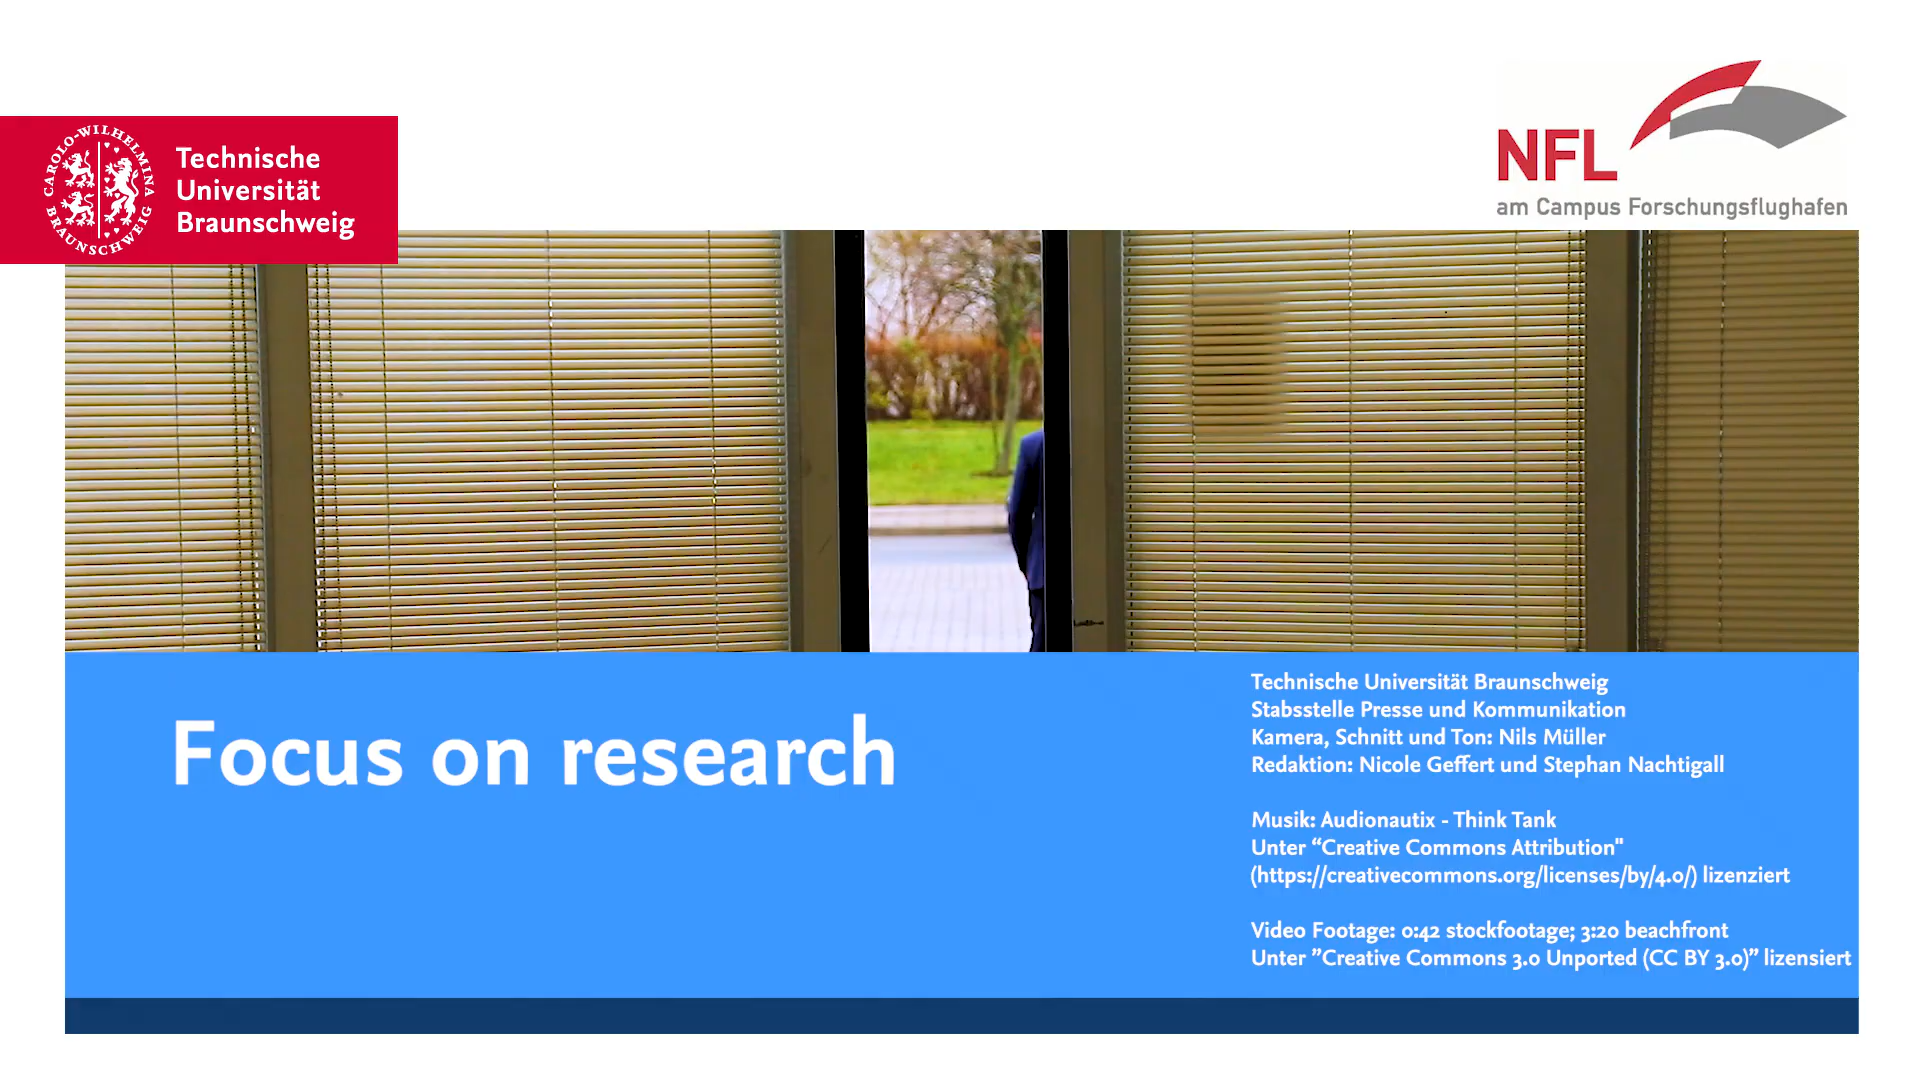 CAROLO-WILHELMINA
BRAUNSCHWEIG
Technische
Universität
Braunschweig
NFL
am Campus Forschungsflughafen
Focus on research
Technische Universität Braunschweig
Stabsstelle Presse und Kommunikation
Kamera, Schnitt und Ton: Nils Müller
Redaktion: Nicole Geffert und Stephan Nachtigall
Musik: Audionautix - Think Tank
Unter “Creative Commons Attribution"
(https://creativecommons.org/licenses/by/4.0/) lizenziert
Video Footage: 0:42 stockfootage; 3:20 beachfront
Unter ”Creative Commons 3.0 Unported (CC BY 3.0)” lizensiert